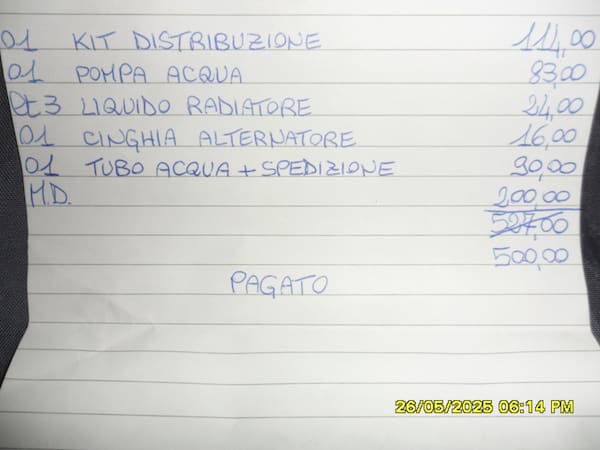 01 KIT DISTRIBUZIONE 114,00
01 POMPA ACQUA 83,00
Lt 3 LIQUIDO RADIATORE 24,00
01 CINGHIA ALTERNATORE 16,00
01 TUBO ACQUA + SPEDIZIONE 90,00
M.D. 200,00
527,00
500,00
PAGATO
26/05/2025 06:14 PM